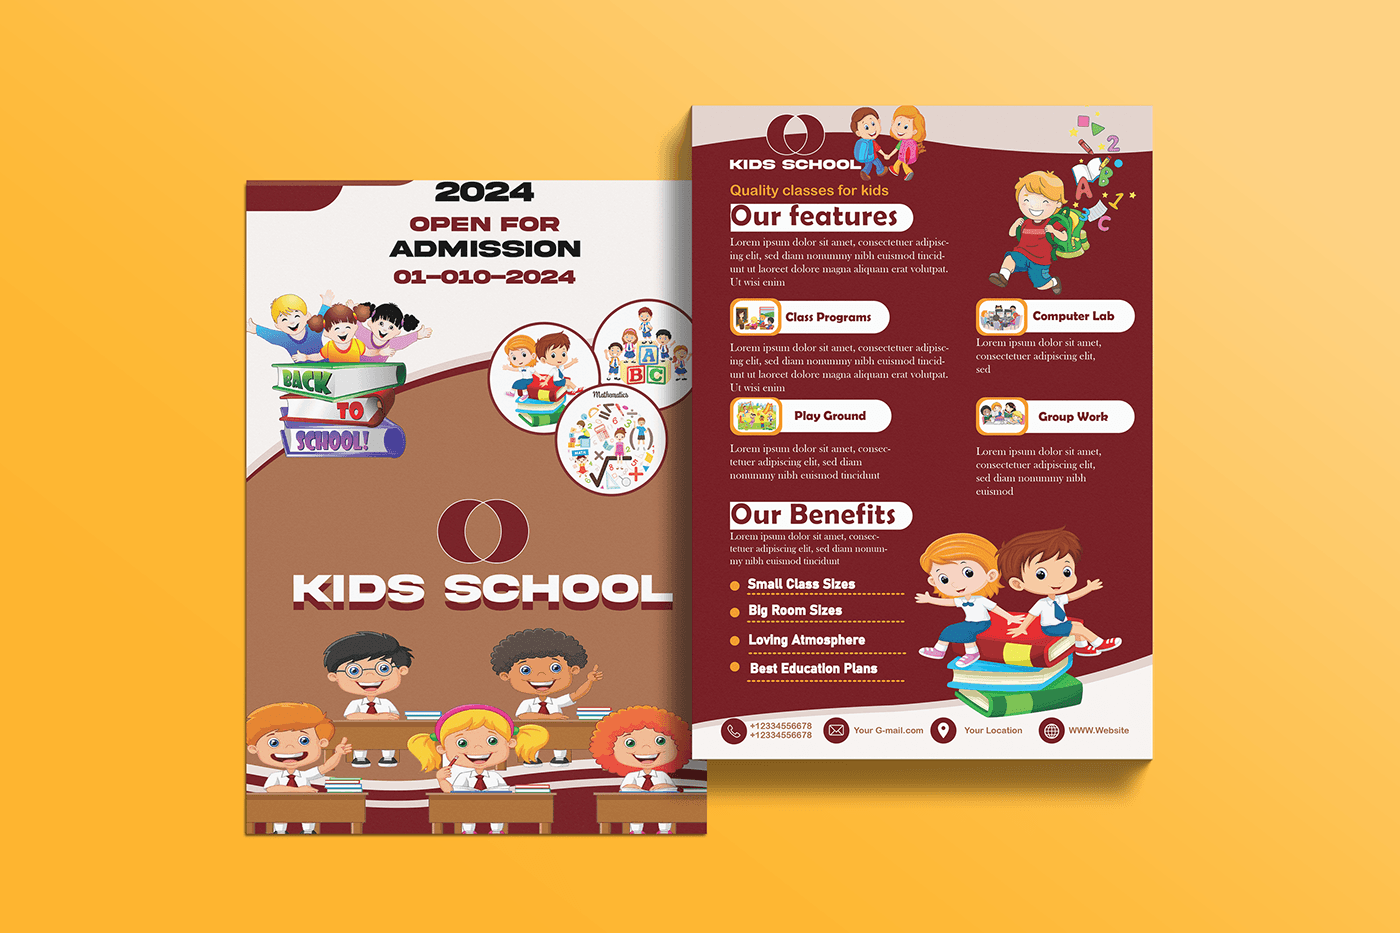 2024
OPEN FOR
ADMISSION
01-010-2024
BACK
TO
SCHOOL!
A
B C
Mathematics
MATH
KIDS SCHOOL
KIDS SCHOOL
Quality classes for kids
Our features
Lorem ipsum dolor sit amet, consectetuer adipisc-
ing elit, sed diam nonummy nibh euismod tincid-
unt ut laoreet dolore magna aliquam erat volutpat.
Ut wisi enim
2
B
A
1
C
Class Programs
Lorem ipsum dolor sit amet, consectetuer adipisc-
ing elit, sed diam nonummy nibh euismod tincid-
unt ut laoreet dolore magna aliquam erat volutpat.
Ut wisi enim
Computer Lab
Lorem ipsum dolor sit amet,
consectetuer adipiscing elit,
sed
Play Ground
Lorem ipsum dolor sit amet, consec-
tetuer adipiscing elit, sed diam
nonummy nibh euismod tincidunt
Group Work
Lorem ipsum dolor sit amet,
consectetuer adipiscing elit,
sed diam nonummy nibh
euismod
Our Benefits
Lorem ipsum dolor sit amet, consec-
tetuer adipiscing elit, sed diam nonum-
my nibh euismod tincidunt
Small Class Sizes
Big Room Sizes
Loving Atmosphere
Best Education Plans
+12334556678
+12334556678
Your G-mail.com
Your Location
WWW.Website